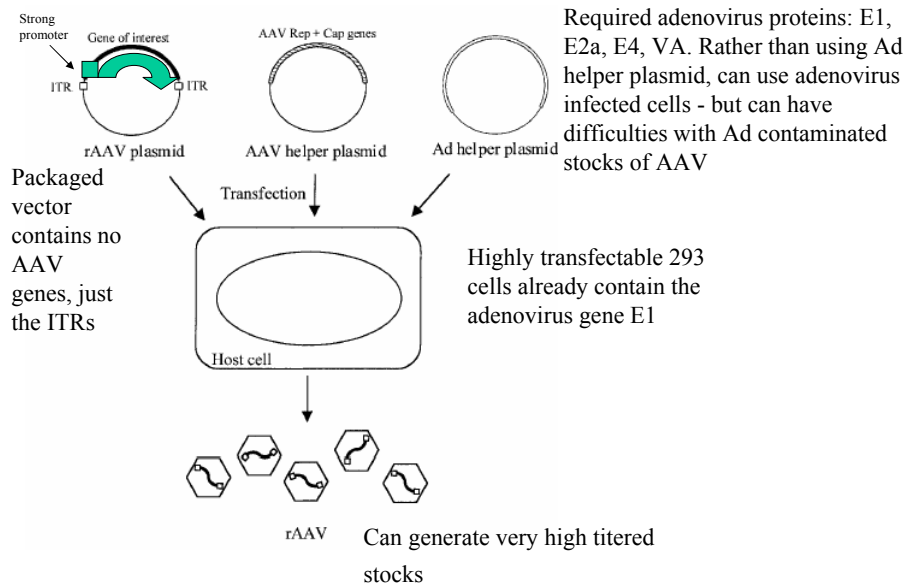 Strong
promoter
Gene of interest
ITR
ITR
rAAV plasmid
AAV Rep + Cap genes
AAV helper plasmid
Ad helper plasmid
Required adenovirus proteins: E1,
E2a, E4, VA. Rather than using Ad
helper plasmid, can use adenovirus
infected cells - but can have
difficulties with Ad contaminated
stocks of AAV
Packaged
vector
contains no
AAV
genes, just
the ITRs
Transfection
Highly transfectable 293
cells already contain the
adenovirus gene E1
Host cell
rAAV
Can generate very high titered
stocks